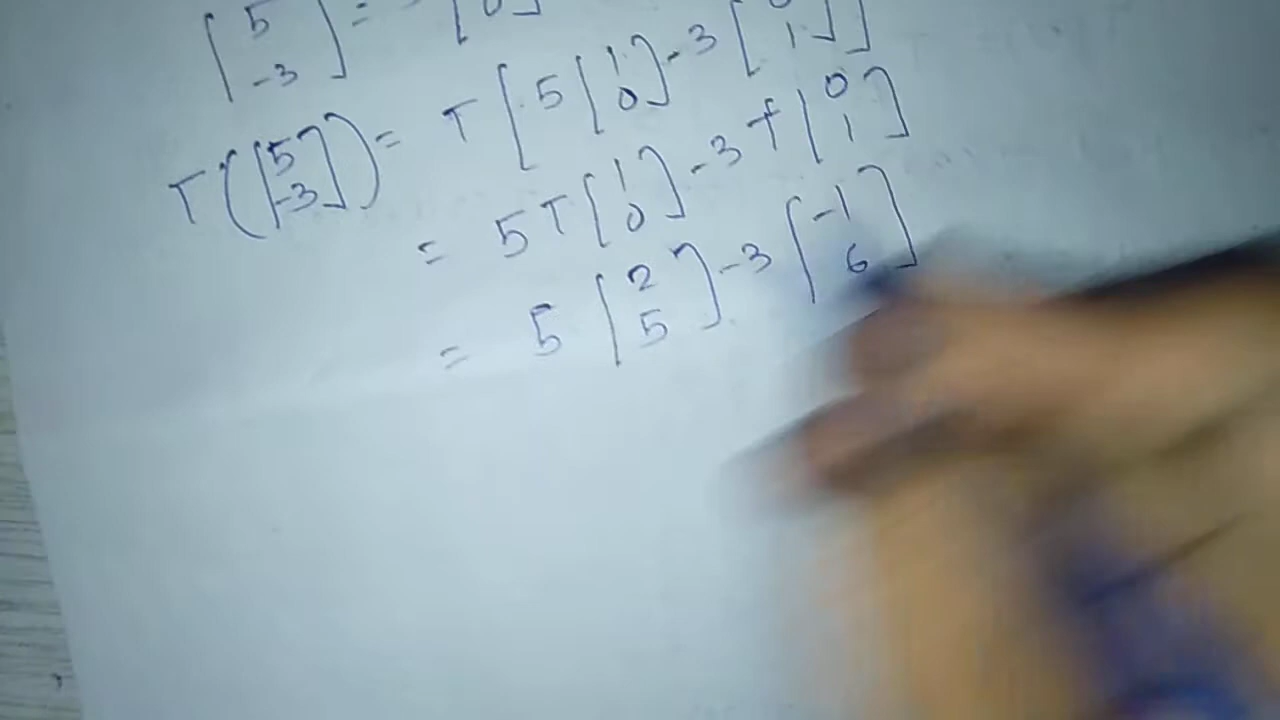 [5 -3] = [0]
T([5 -3]) = T[5[1 0] -3[0 1]]
= 5T[1 0] -3T[0 1]
= 5[2 5] -3[-1 6]